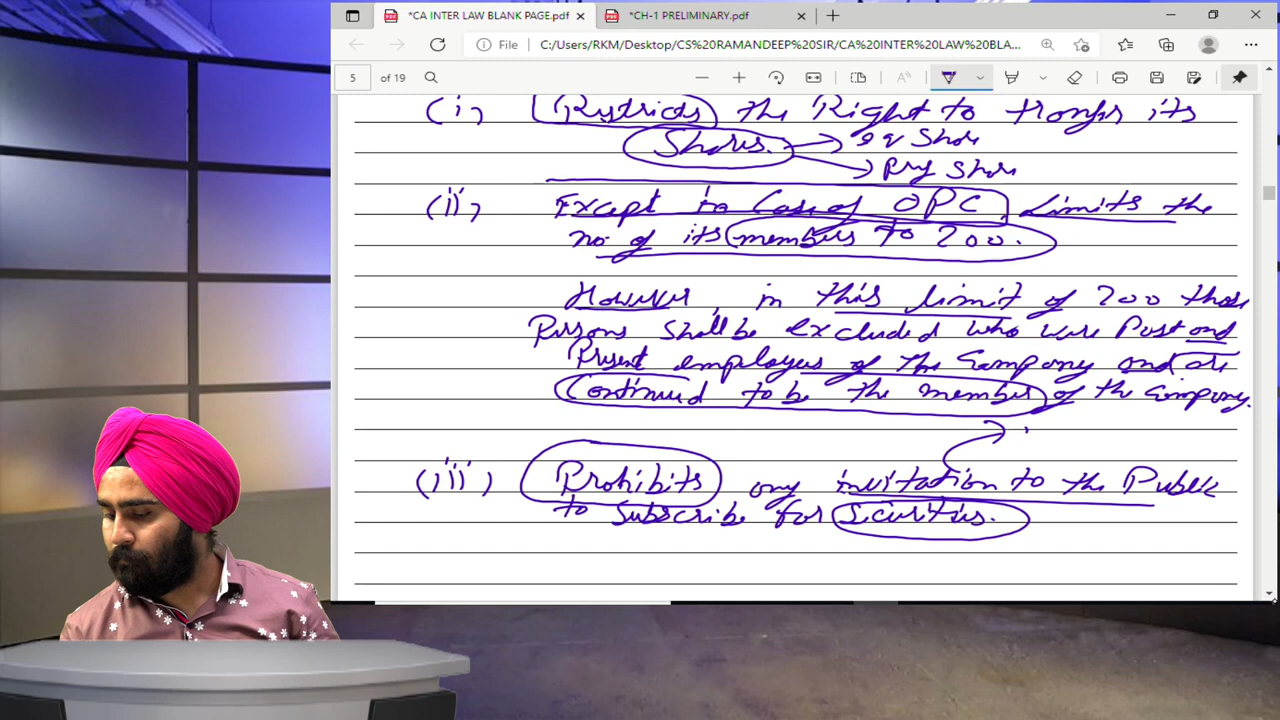 *CA INTER LAW BLANK PAGE.pdf
*CH-1 PRELIMINARY.pdf
File C:/Users/RKM/Desktop/CS%20RAMANDEEP%20SIR/CA%20INTER%20LAW%20BLA...
5 of 19
(i) Restricts the Right to transfer its
Shares. → Eq Share
→ Pref Share
(ii) Except in Case of OPC, Limits the
no of its members to 200.
However, in this limit of 200 those
Persons shall be excluded who were Past and
Present employees of the Company and are
Continued to be the member of the Company.
(iii) Prohibits any invitation to the Public
to Subscribe for Securities.